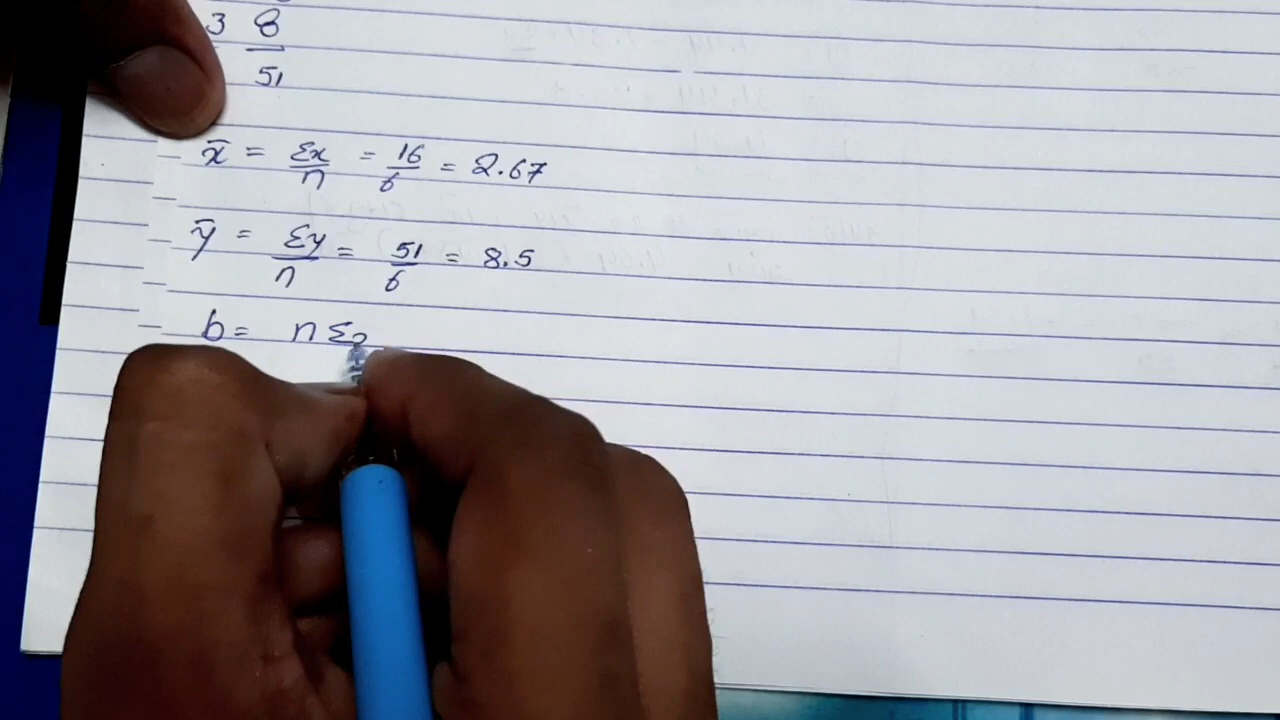 3 8
51
x̄ = Σx/n = 16/6 = 2.67
ȳ = Σy/n = 51/6 = 8.5
b = nΣ